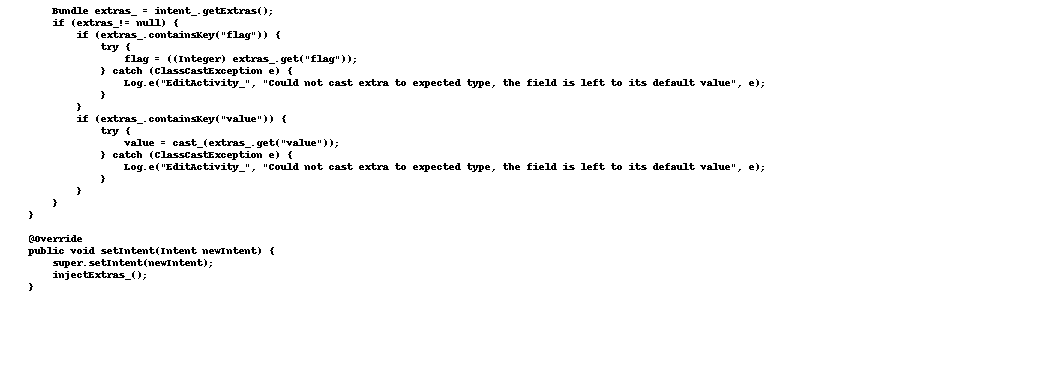 Bundle extras_ = intent_.getExtras();
if (extras_!= null) {
if (extras_.containsKey("flag")) {
try {
flag = ((Integer) extras_.get("flag"));
} catch (ClassCastException e) {
Log.e("EditActivity_", "Could not cast extra to expected type, the field is left to its default value", e);
}
}
if (extras_.containsKey("value")) {
try {
value = cast_(extras_.get("value"));
} catch (ClassCastException e) {
Log.e("EditActivity_", "Could not cast extra to expected type, the field is left to its default value", e);
}
}
}
}
@Override
public void setIntent(Intent newIntent) {
super.setIntent(newIntent);
injectExtras_();
}